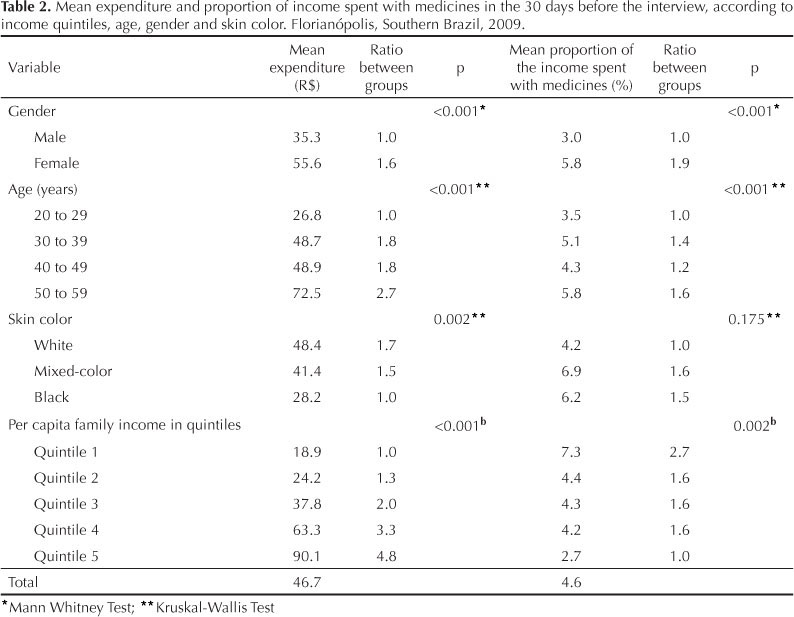 Table 2. Mean expenditure and proportion of income spent with medicines in the 30 days before the interview, according to
income quintiles, age, gender and skin color. Florianópolis, Southern Brazil, 2009.
Variable Mean expenditure (R$) Ratio between groups p Mean proportion of the income spent with medicines (%) Ratio between groups p
Gender <0.001* <0.001*
Male 35.3 1.0 3.0 1.0
Female 55.6 1.6 5.8 1.9
Age (years) <0.001** <0.001 **
20 to 29 26.8 1.0 3.5 1.0
30 to 39 48.7 1.8 5.1 1.4
40 to 49 48.9 1.8 4.3 1.2
50 to 59 72.5 2.7 5.8 1.6
Skin color 0.002** 0.175**
White 48.4 1.7 4.2 1.0
Mixed-color 41.4 1.5 6.9 1.6
Black 28.2 1.0 6.2 1.5
Per capita family income in quintiles <0.001b 0.002b
Quintile 1 18.9 1.0 7.3 2.7
Quintile 2 24.2 1.3 4.4 1.6
Quintile 3 37.8 2.0 4.3 1.6
Quintile 4 63.3 3.3 4.2 1.6
Quintile 5 90.1 4.8 2.7 1.0
Total 46.7 4.6
*Mann Whitney Test; **Kruskal-Wallis Test